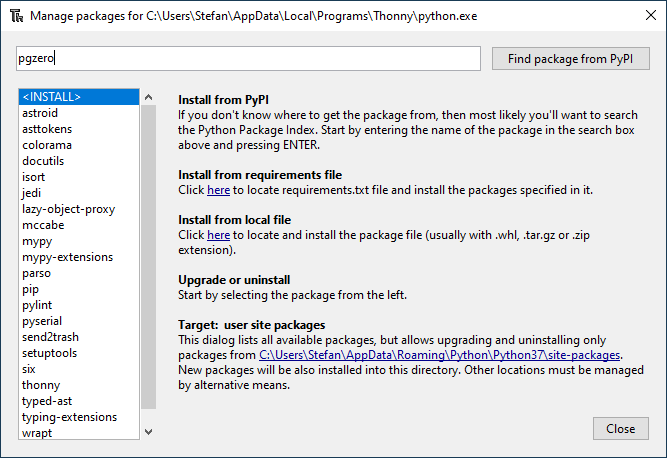 Manage packages for C:\Users\Stefan\AppData\Local\Programs\Thonny\python.exe
pgzero
Find package from PyPI
<INSTALL>
astroid
asttokens
colorama
docutils
isort
jedi
lazy-object-proxy
mccabe
mypy
mypy-extensions
parso
pip
pylint
pyserial
send2trash
setuptools
six
thonny
typed-ast
typing-extensions
wrapt
Install from PyPI
If you don't know where to get the package from, then most likely you'll want to search
the Python Package Index. Start by entering the name of the package in the search box
above and pressing ENTER.
Install from requirements file
Click here to locate requirements.txt file and install the packages specified in it.
Install from local file
Click here to locate and install the package file (usually with .whl, .tar.gz or .zip
extension).
Upgrade or uninstall
Start by selecting the package from the left.
Target:  user site packages
This dialog lists all available packages, but allows upgrading and uninstalling only
packages from C:\Users\Stefan\AppData\Roaming\Python\Python37\site-packages.
New packages will be also installed into this directory. Other locations must be managed
by alternative means.
Close